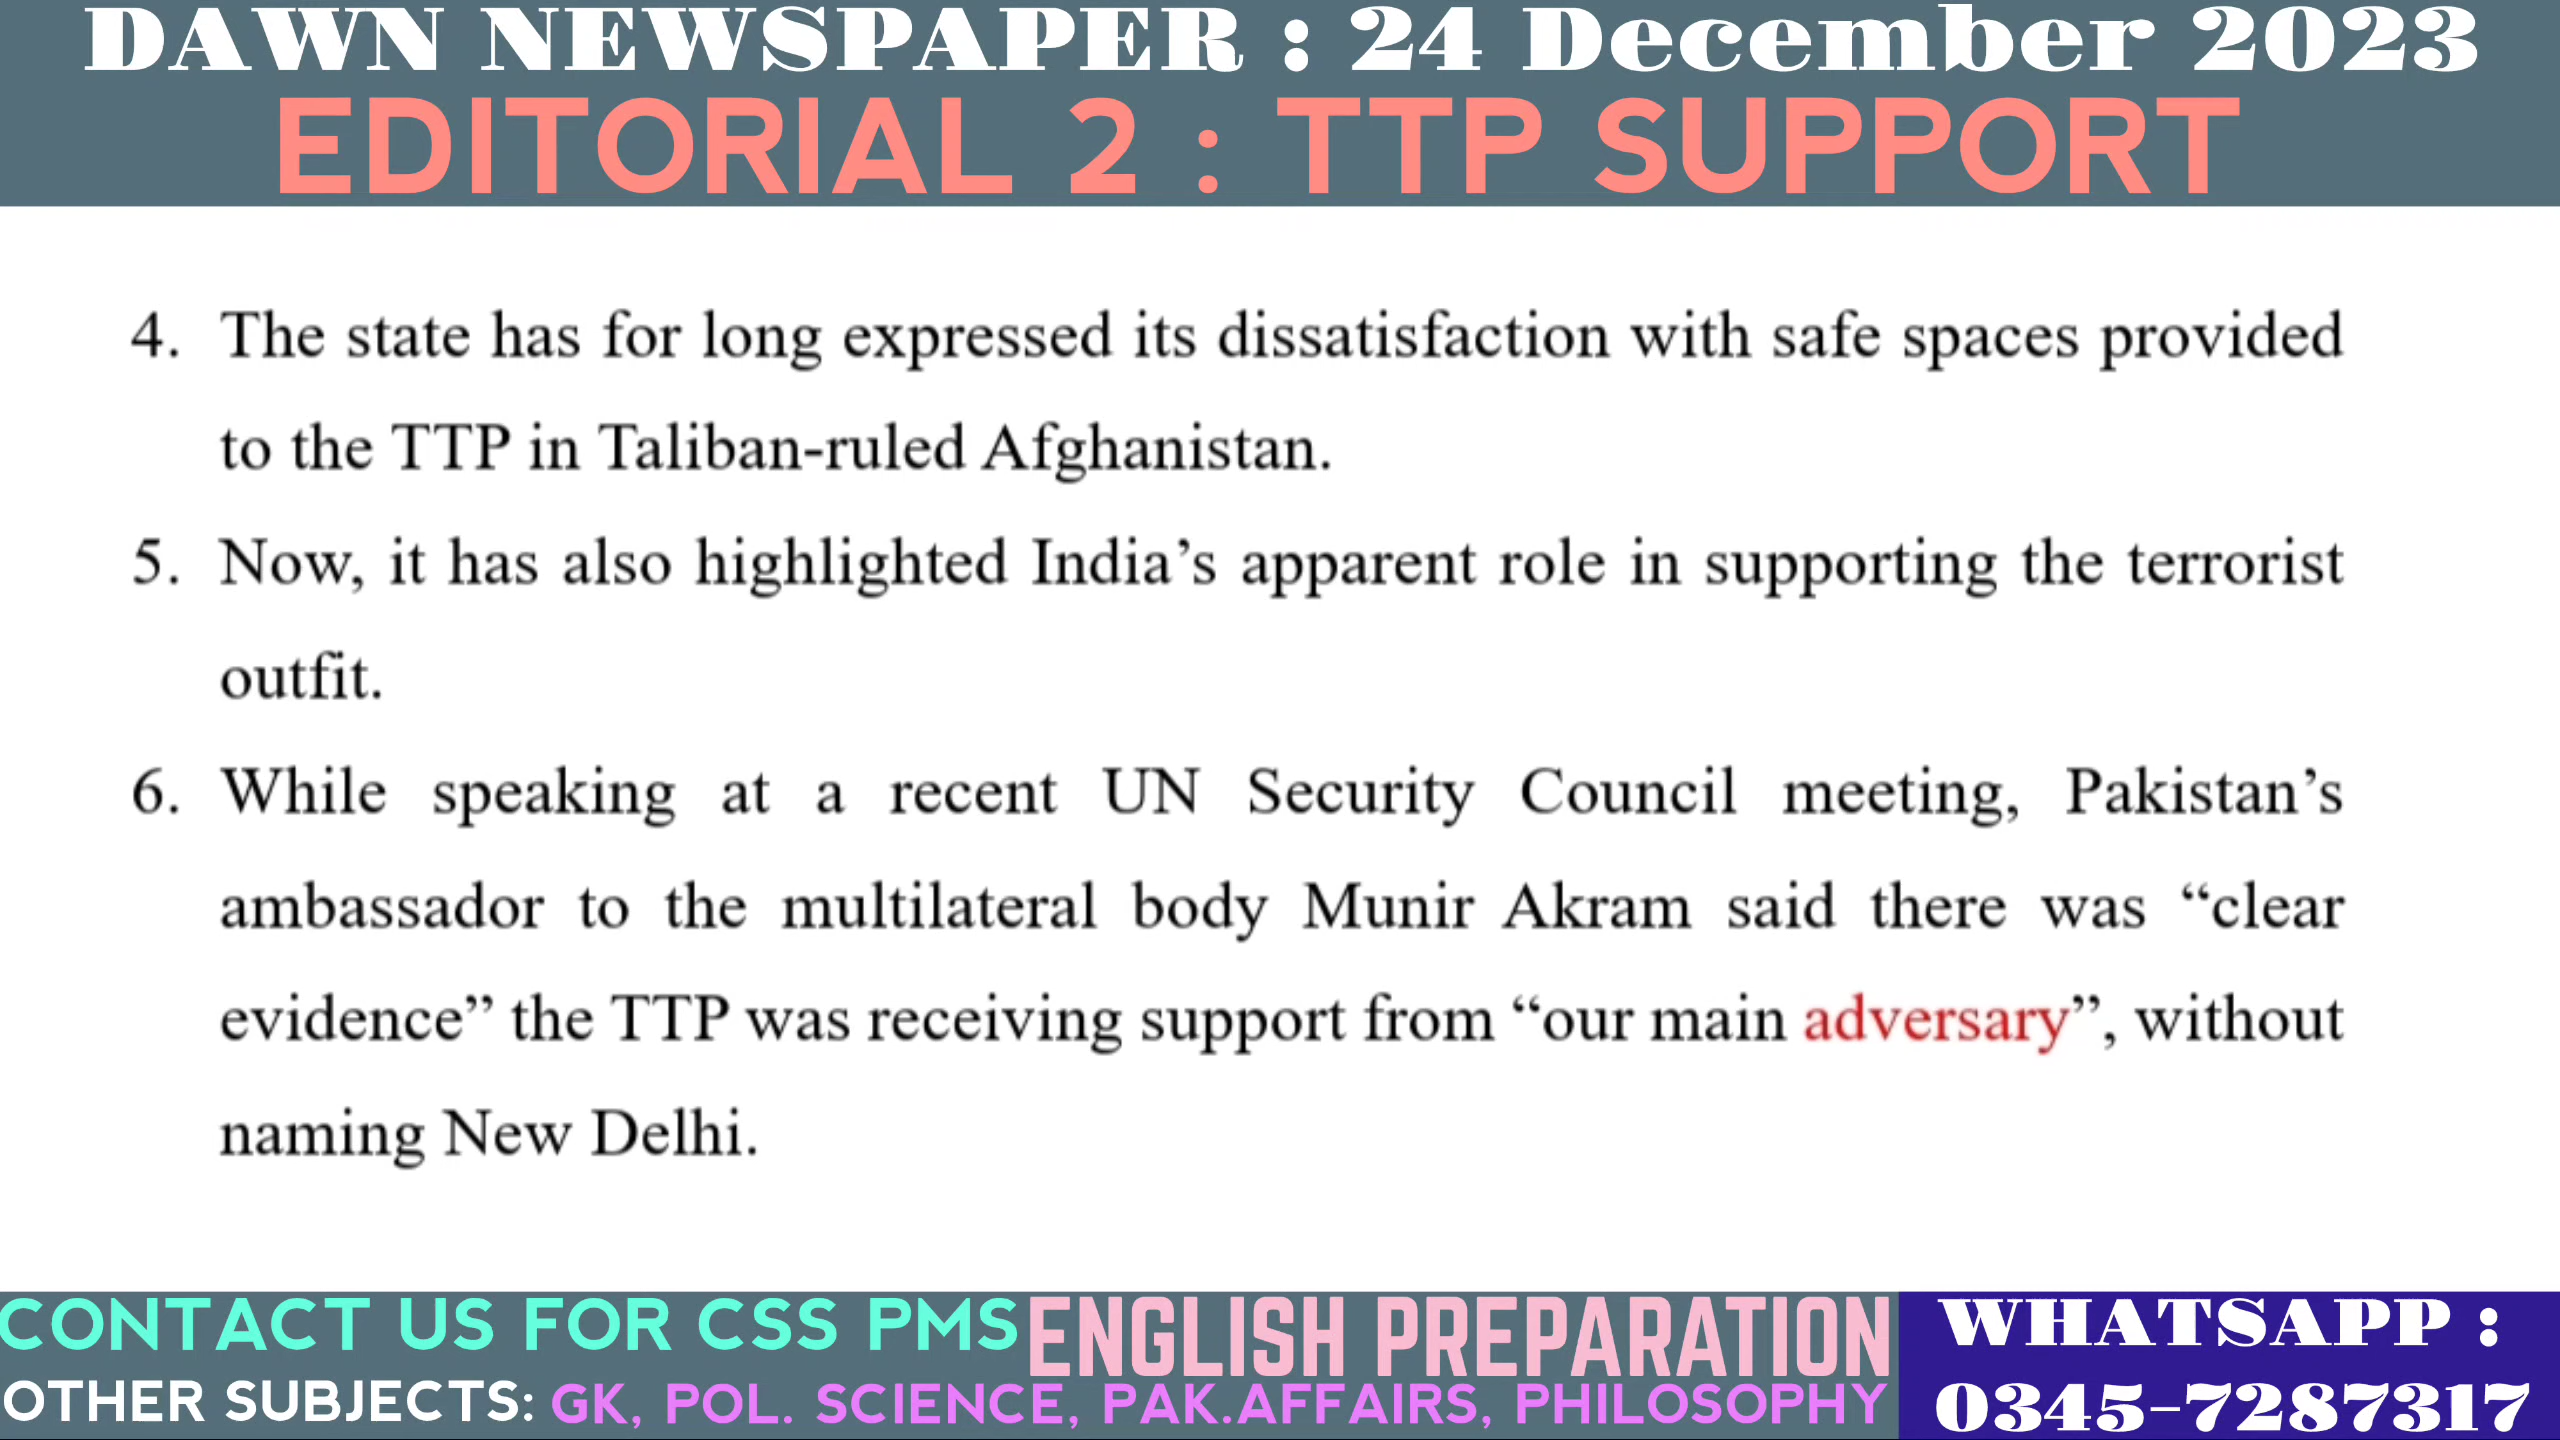 DAWN NEWSPAPER : 24 December 2023
EDITORIAL 2 : TTP SUPPORT
4. The state has for long expressed its dissatisfaction with safe spaces provided
to the TTP in Taliban-ruled Afghanistan.
5. Now, it has also highlighted India’s apparent role in supporting the terrorist
outfit.
6. While speaking at a recent UN Security Council meeting, Pakistan’s
ambassador to the multilateral body Munir Akram said there was “clear
evidence” the TTP was receiving support from “our main adversary”, without
naming New Delhi.
CONTACT US FOR CSS PMS ENGLISH PREPARATION
OTHER SUBJECTS: GK, POL. SCIENCE, PAK.AFFAIRS, PHILOSOPHY
WHATSAPP :
0345-7287317